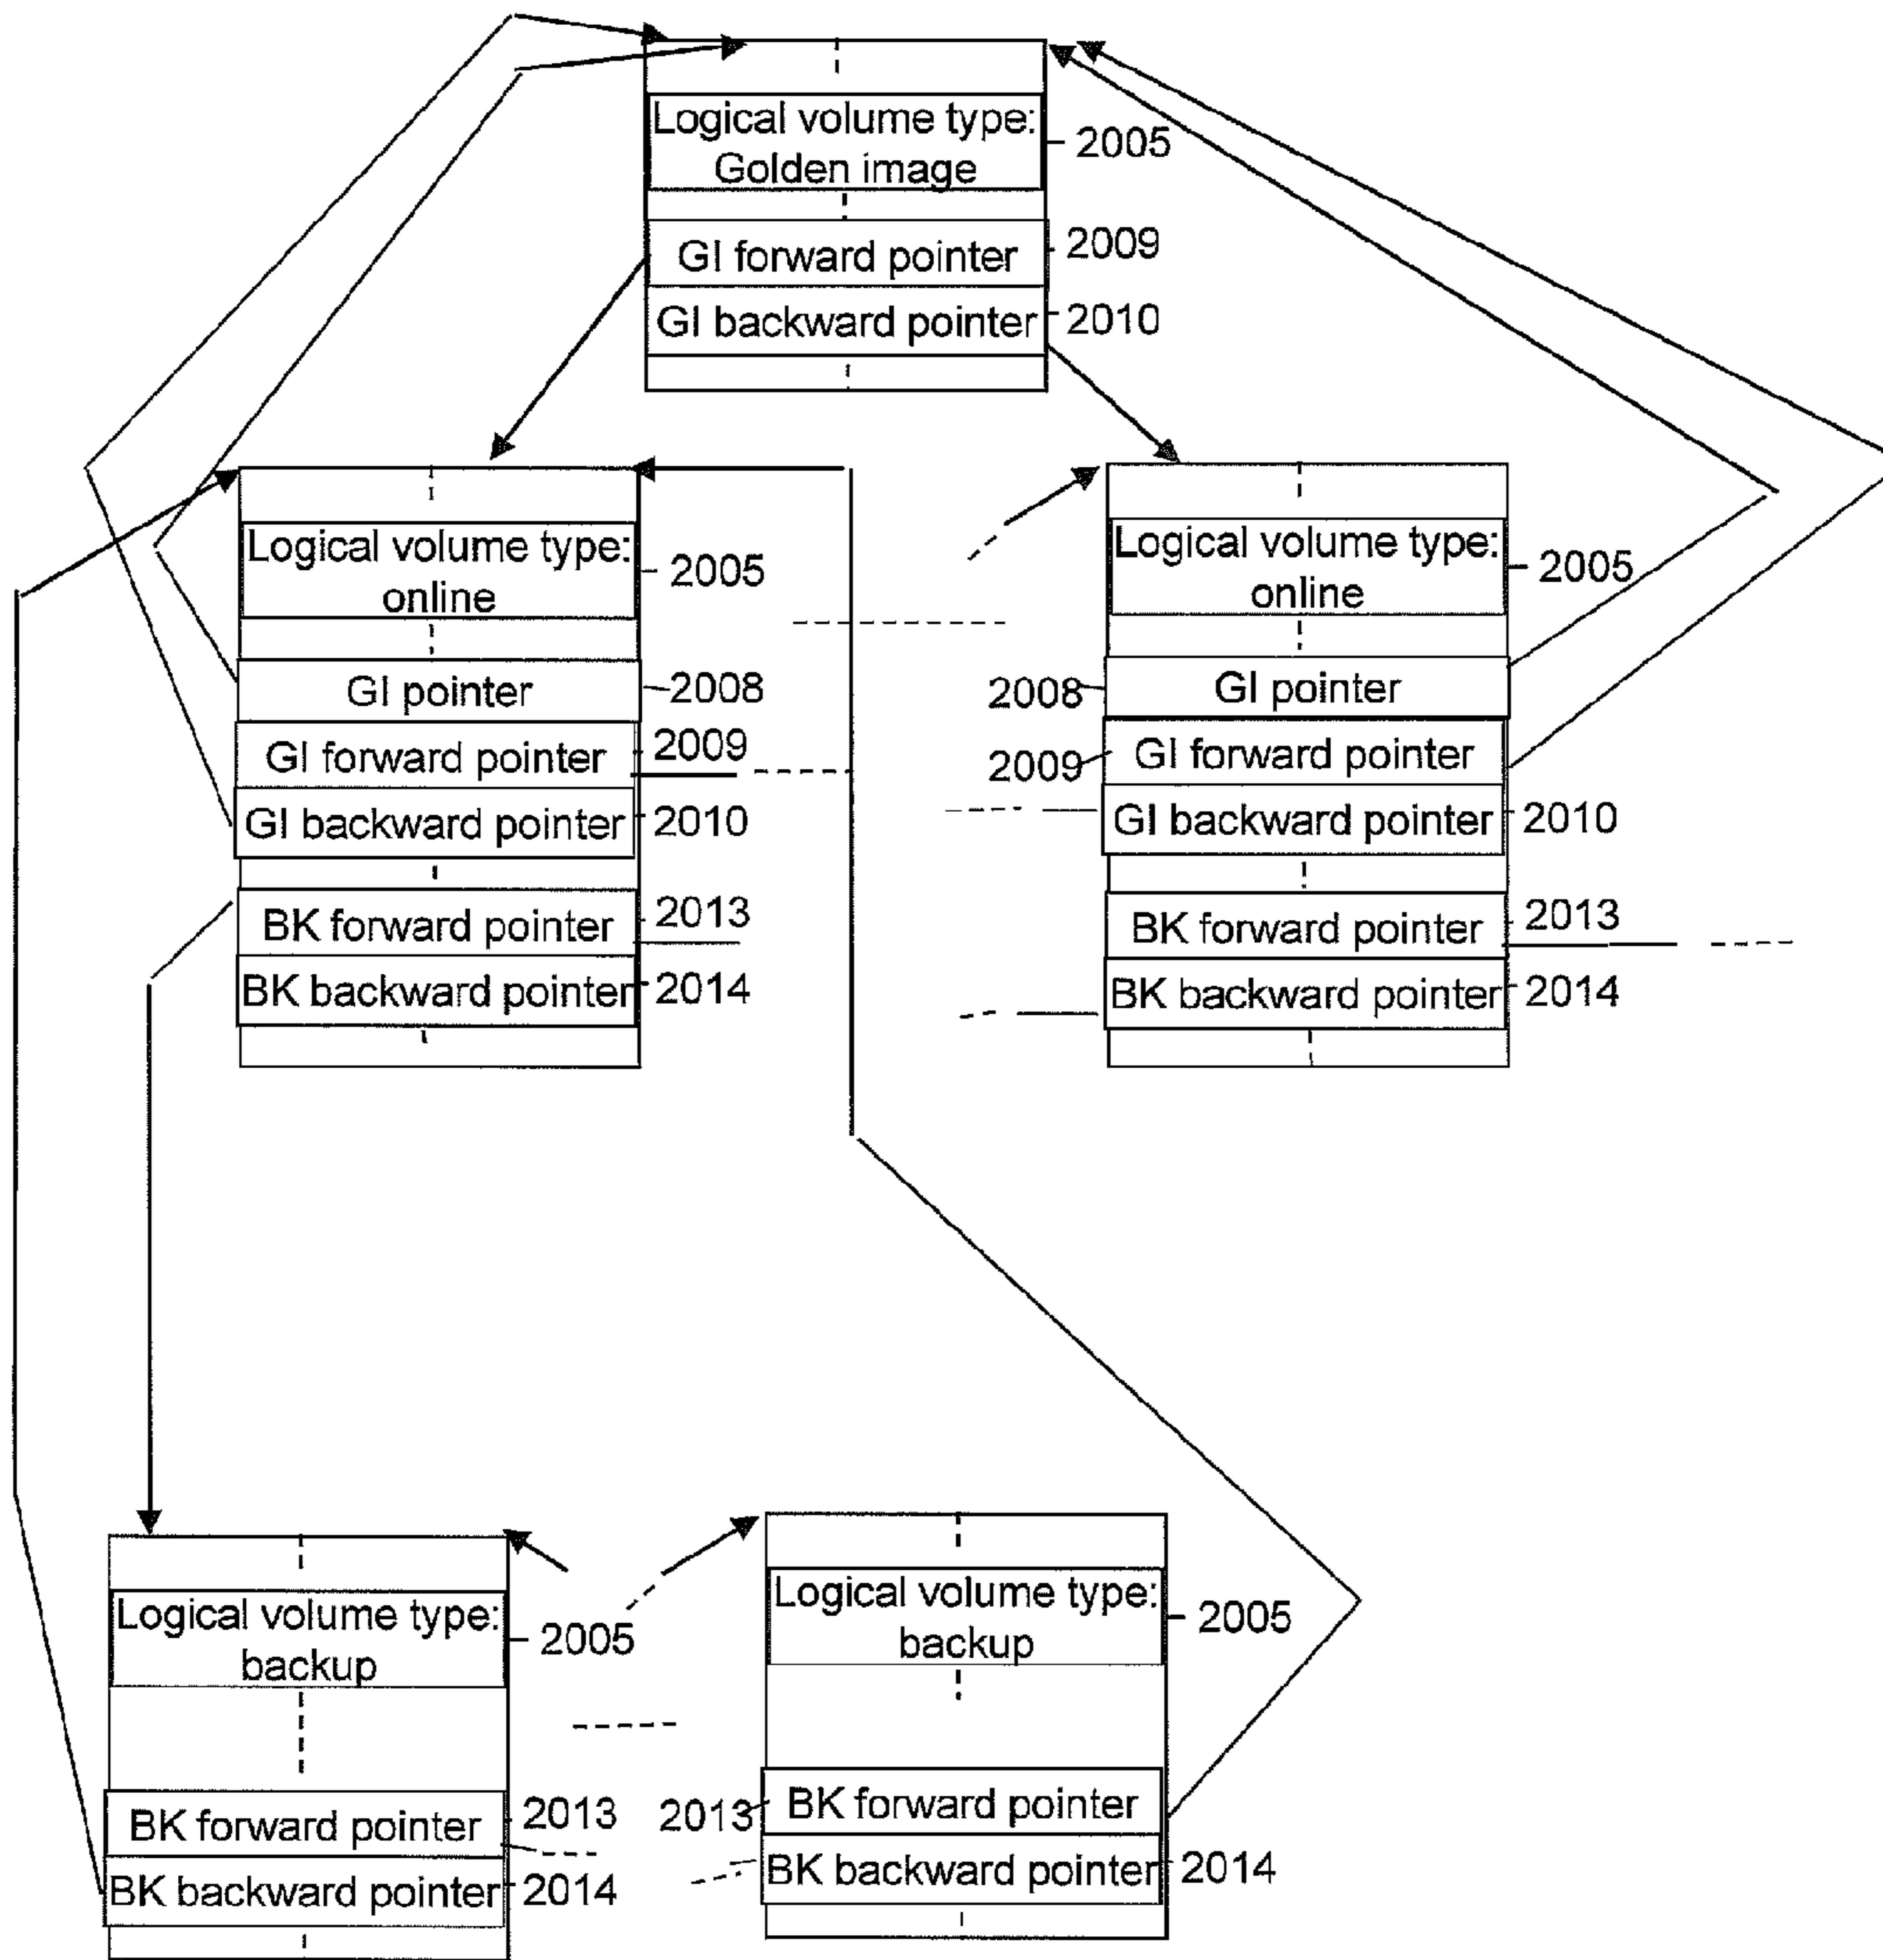 Logical volume type:
Golden image
2005
GI forward pointer
2009
GI backward pointer
2010
Logical volume type:
online
2005
GI pointer
2008
GI forward pointer
2009
GI backward pointer
2010
BK forward pointer
2013
BK backward pointer
2014
Logical volume type:
online
2005
2008
GI pointer
2009
GI forward pointer
GI backward pointer
2010
BK forward pointer
2013
BK backward pointer
2014
Logical volume type:
backup
2005
BK forward pointer
2013
BK backward pointer
2014
Logical volume type:
backup
2005
2013
BK forward pointer
BK backward pointer
2014